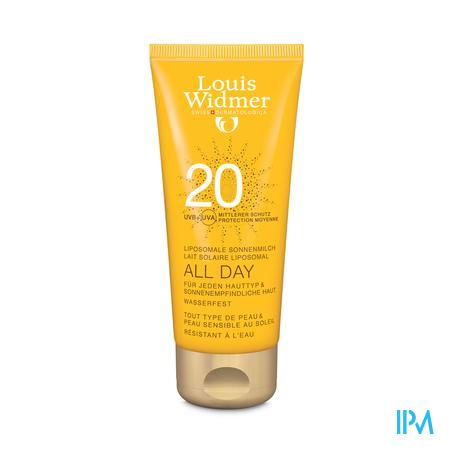 Louis
Widmer
SWISS DERMATOLOGICA
20
UVB+UVA
MITTLERER SCHUTZ
PROTECTION MOYENNE
LIPOSOMALE SONNENMILCH
LAIT SOLAIRE LIPOSOMAL
ALL DAY
FÜR JEDEN HAUTTYP &
SONNENEMPFINDLICHE HAUT
WASSERFEST
TOUT TYPE DE PEAU &
PEAU SENSIBLE AU SOLEIL
RÉSISTANT À L'EAU
IPM